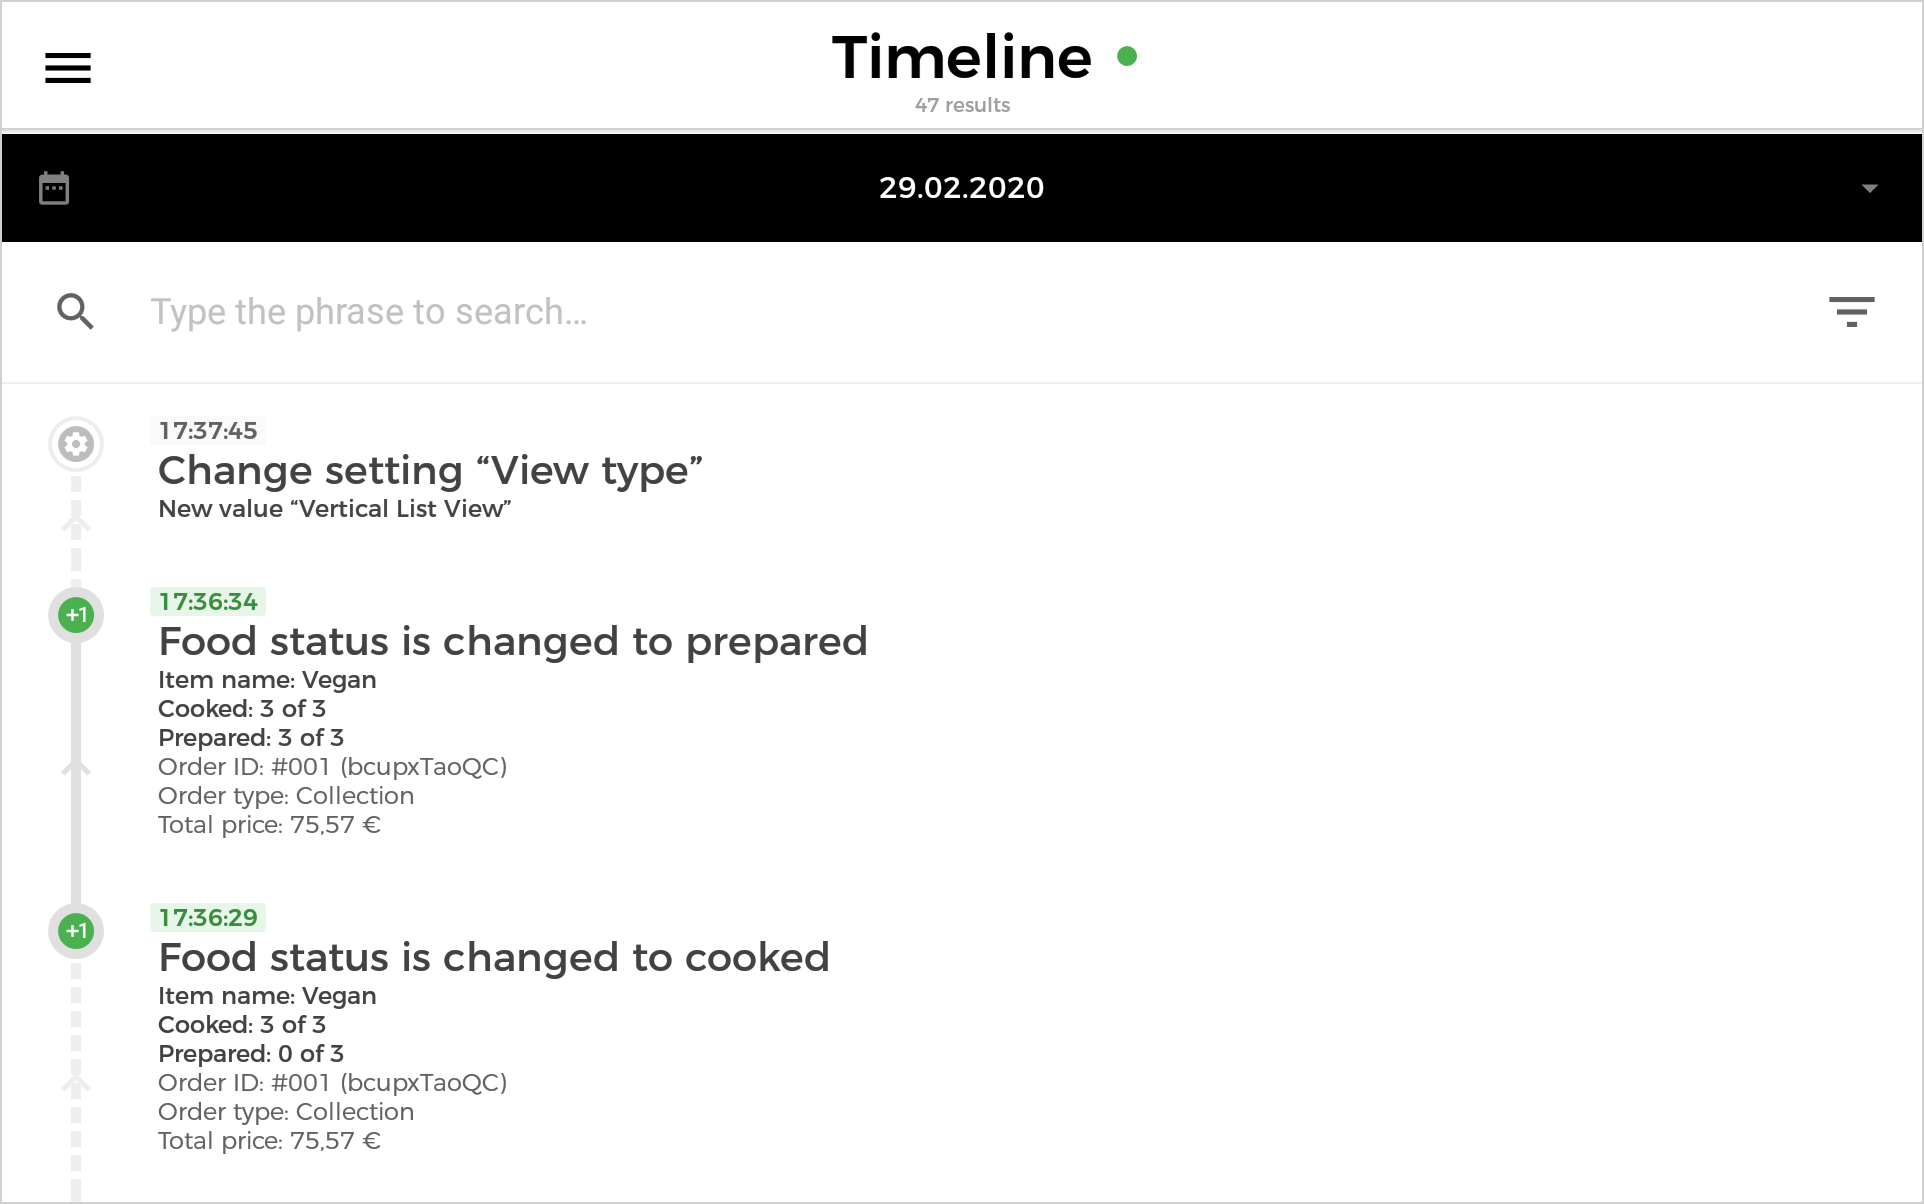 Timeline
47 results
29.02.2020
Type the phrase to search...
17:37:45
Change setting “View type”
New value “Vertical List View”
+1
17:36:34
Food status is changed to prepared
Item name: Vegan
Cooked: 3 of 3
Prepared: 3 of 3
Order ID: #001 (bcupxTaoQC)
Order type: Collection
Total price: 75,57 €
+1
17:36:29
Food status is changed to cooked
Item name: Vegan
Cooked: 3 of 3
Prepared: 0 of 3
Order ID: #001 (bcupxTaoQC)
Order type: Collection
Total price: 75,57 €